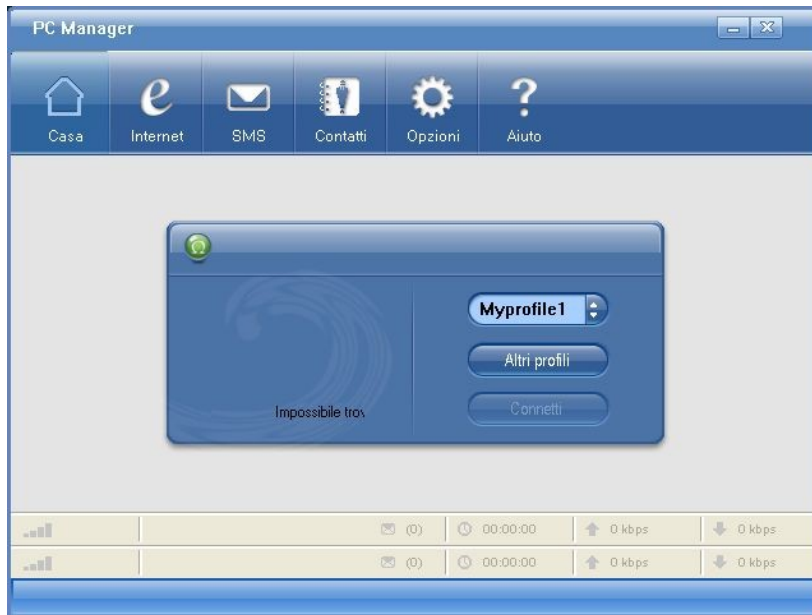 PC Manager
Casa Internet SMS Contatti Opzioni Aiuto
Myprofile1
Altri profili
Impossibile
Connetti
(0) 00:00:00 0 kbps 0 kbps
(0) 00:00:00 0 kbps 0 kbps